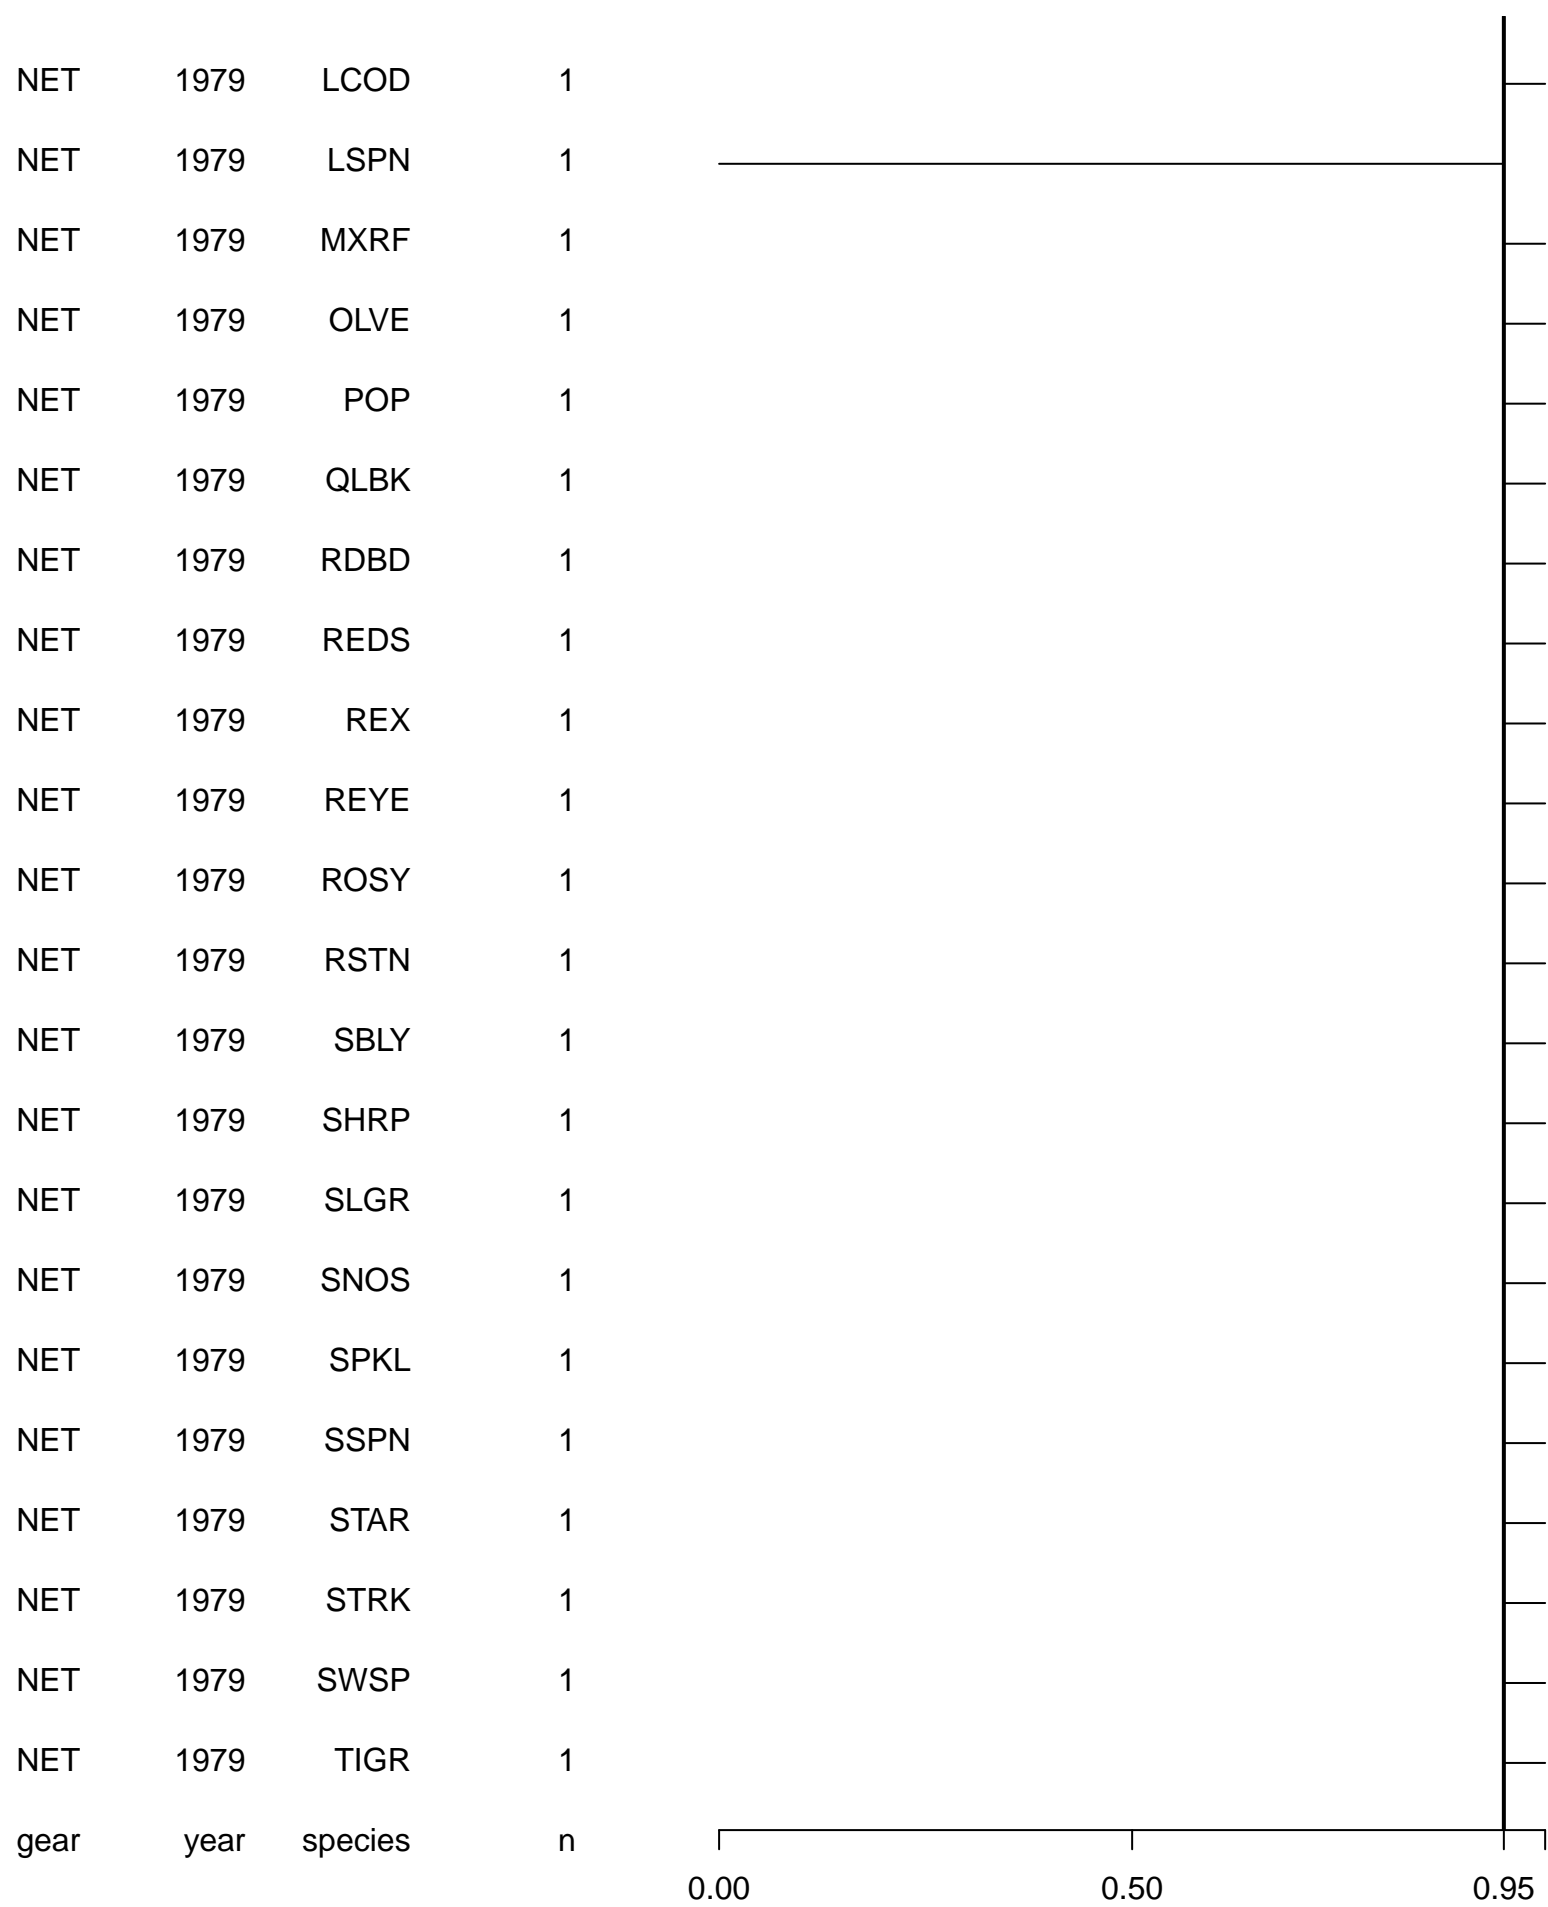 NET 1979 LCOD 1
NET 1979 LSPN 1
NET 1979 MXRF 1
NET 1979 OLVE 1
NET 1979 POP 1
NET 1979 QLBK 1
NET 1979 RDBD 1
NET 1979 REDS 1
NET 1979 REX 1
NET 1979 REYE 1
NET 1979 ROSY 1
NET 1979 RSTN 1
NET 1979 SBLY 1
NET 1979 SHRP 1
NET 1979 SLGR 1
NET 1979 SNOS 1
NET 1979 SPKL 1
NET 1979 SSPN 1
NET 1979 STAR 1
NET 1979 STRK 1
NET 1979 SWSP 1
NET 1979 TIGR 1
gear year species n
0.00 0.50 0.95